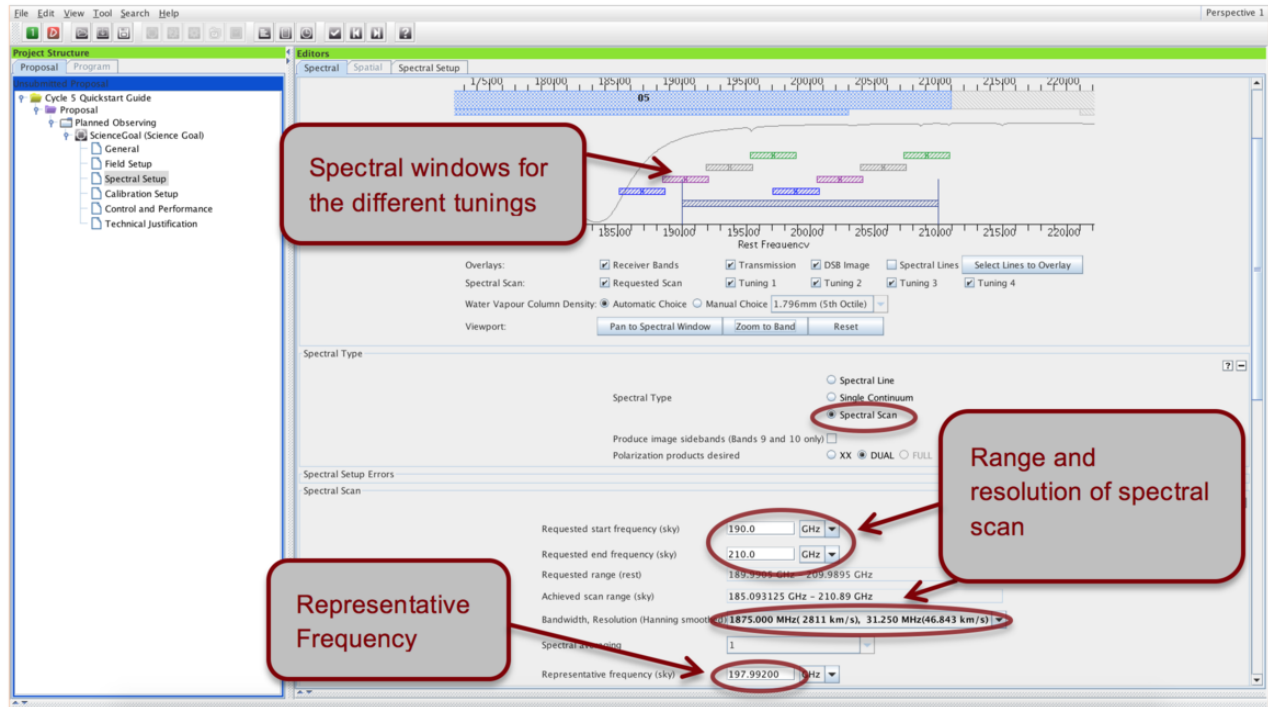 File Edit View Tool Search Help
Perspective 1
Project Structure
Editors
Proposal Program
Spectral Spatial Spectral Setup
Unsubmitted Proposal
Cycle 5 Quickstart Guide
Proposal
Planned Observing
ScienceGoal (Science Goal)
General
Field Setup
Spectral Setup
Calibration Setup
Control and Performance
Technical Justification
175|00 180|00 185|00 190|00 195|00 200|00 205|00 210|00 215|00 220|00
05
Spectral windows for
the different tunings
185|00 190|00 195|00 200|00 205|00 210|00 215|00 220|00
Rest Frequency
Overlays: Receiver Bands Transmission DSB Image Spectral Lines Select Lines to Overlay
Spectral Scan: Requested Scan Tuning 1 Tuning 2 Tuning 3 Tuning 4
Water Vapour Column Density: Automatic Choice Manual Choice 1.796mm (5th Octile)
Viewport: Pan to Spectral Window Zoom to Band Reset
Spectral Type
? −
Spectral Line
Spectral Type Single Continuum
Spectral Scan
Produce image sidebands (Bands 9 and 10 only)
Polarization products desired XX DUAL FULL
Range and
resolution of spectral
scan
Spectral Setup Errors
Spectral Scan
Requested start frequency (sky) 190.0 GHz
Requested end frequency (sky) 210.0 GHz
Requested range (rest) 189.9905 GHz - 209.9895 GHz
Achieved scan range (sky) 185.093125 GHz - 210.89 GHz
Bandwidth, Resolution (Hanning smoothed) 1875.000 MHz( 2811 km/s), 31.250 MHz(46.843 km/s)
Spectral averaging 1
Representative frequency (sky) 197.99200 GHz
Representative
Frequency